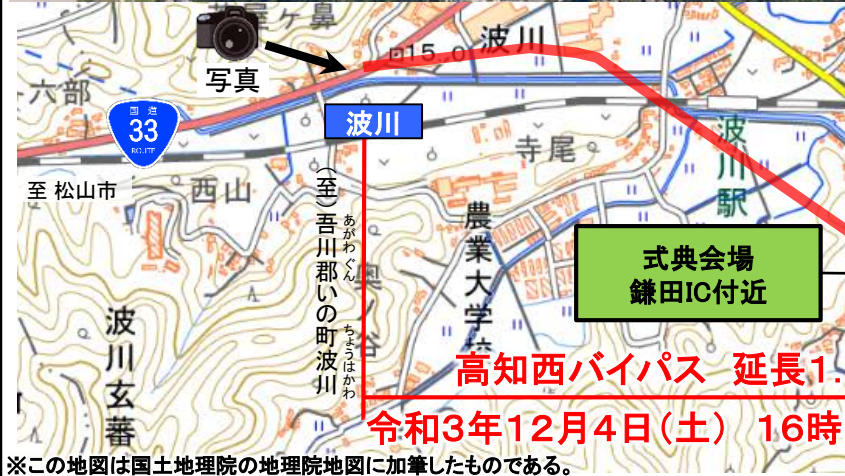 波川
15.0
写真
六部
国道
33
ROUTE
波川
寺尾
波川駅
至 松山市
西山
(至)吾川郡いの町波川
あがわぐん
ちょうはかわ
奥ノ谷
農業大学校
式典会場
鎌田IC付近
波川玄蕃
高知西バイパス 延長1.
令和3年12月4日(土) 16時
※この地図は国土地理院の地理院地図に加筆したものである。